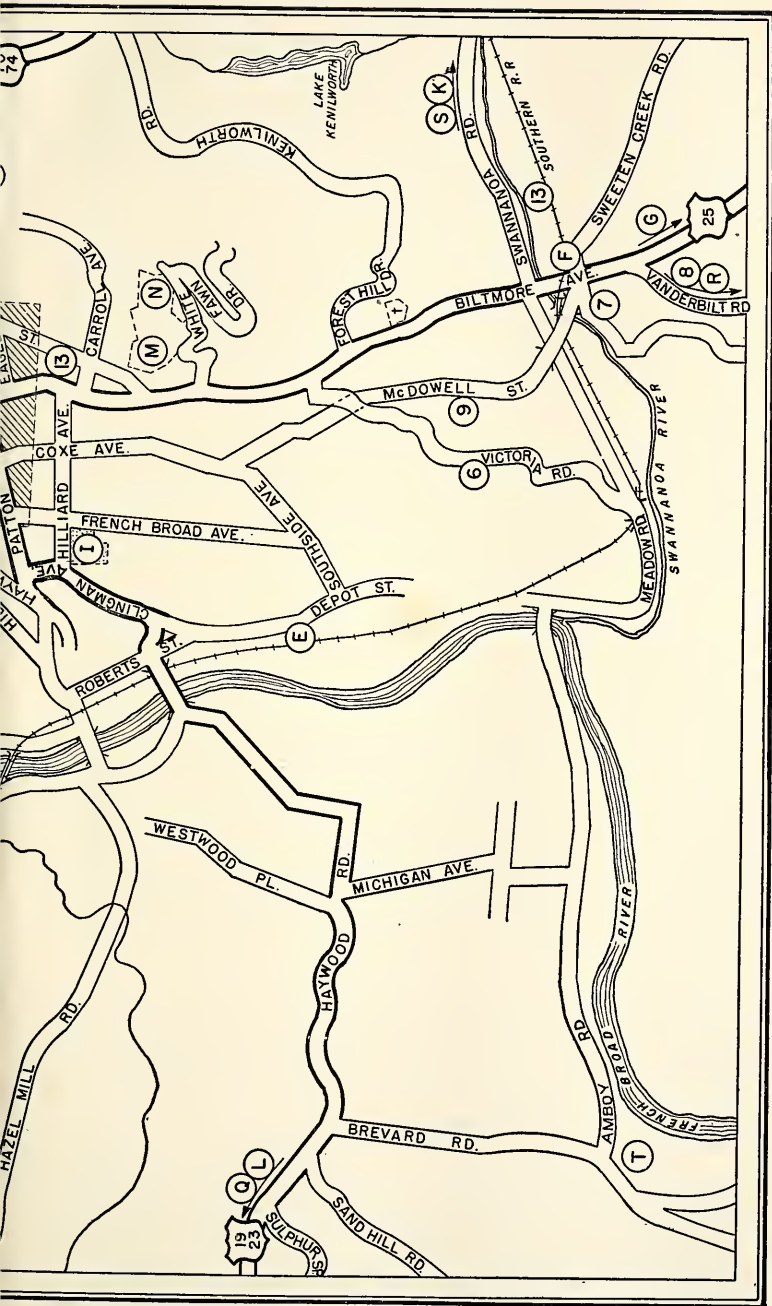 74
RD.
KENILWORTH
LAKE
KENILWORTH
S
K
RD.
SWANNANOA
SOUTHERN R.R
13
SWEETEN CREEK RD.
G
25
F
AVE.
BILTMORE
7
8
R
VANDERBILT RD
CARROLL AVE.
N
M
WHITE
FAWN
DR.
FOREST HILL DR.
EAGLE
ST.
13
McDOWELL ST.
9
VICTORIA RD.
6
SWANNANOA RIVER
MEADOW RD.
COXE AVE.
PATTON
AVE
HILLIARD AVE.
FRENCH BROAD AVE.
I
SOUTHSIDE AVE
DEPOT ST.
CLINGMAN
E
ROBERTS ST.
WESTWOOD PL.
RD.
MICHIGAN AVE.
HAYWOOD
HAZEL MILL RD.
FRENCH BROAD RIVER
AMBOY RD
BREVARD RD.
T
Q
L
19
23
SULPHUR
SAND HILL RD.